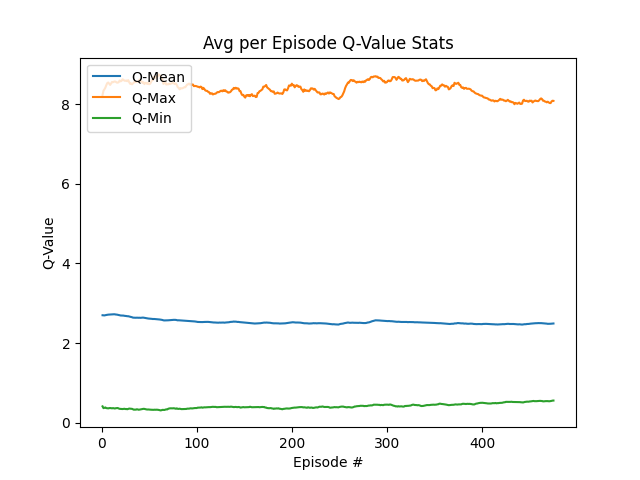 Avg per Episode Q-Value Stats
Q-Mean
Q-Max
Q-Min
Q-Value
8
6
4
2
0
0 100 200 300 400
Episode #